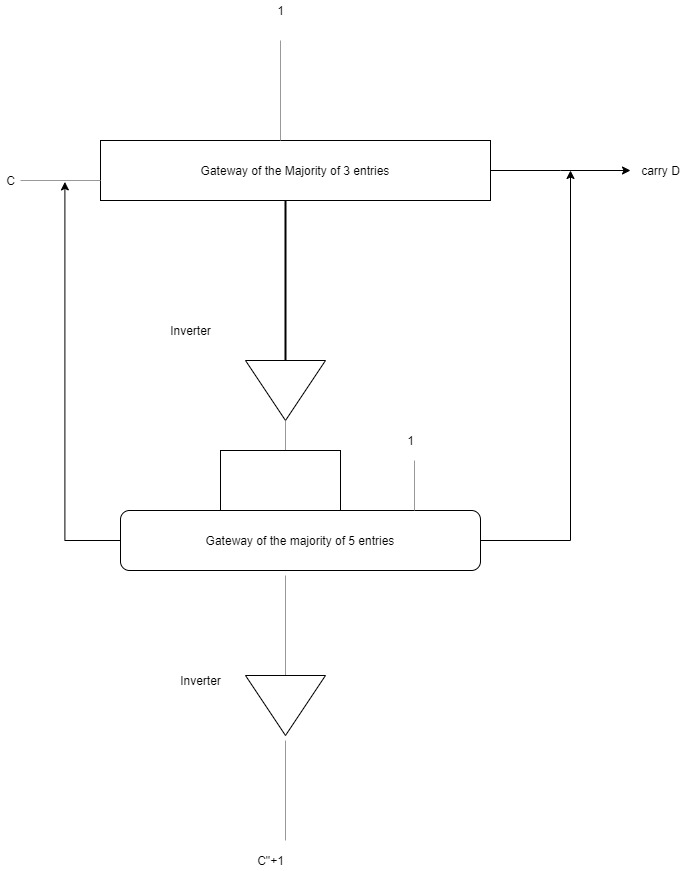 1
Gateway of the Majority of 3 entries
C
carry D
Inverter
1
Gateway of the majority of 5 entries
Inverter
C"+1